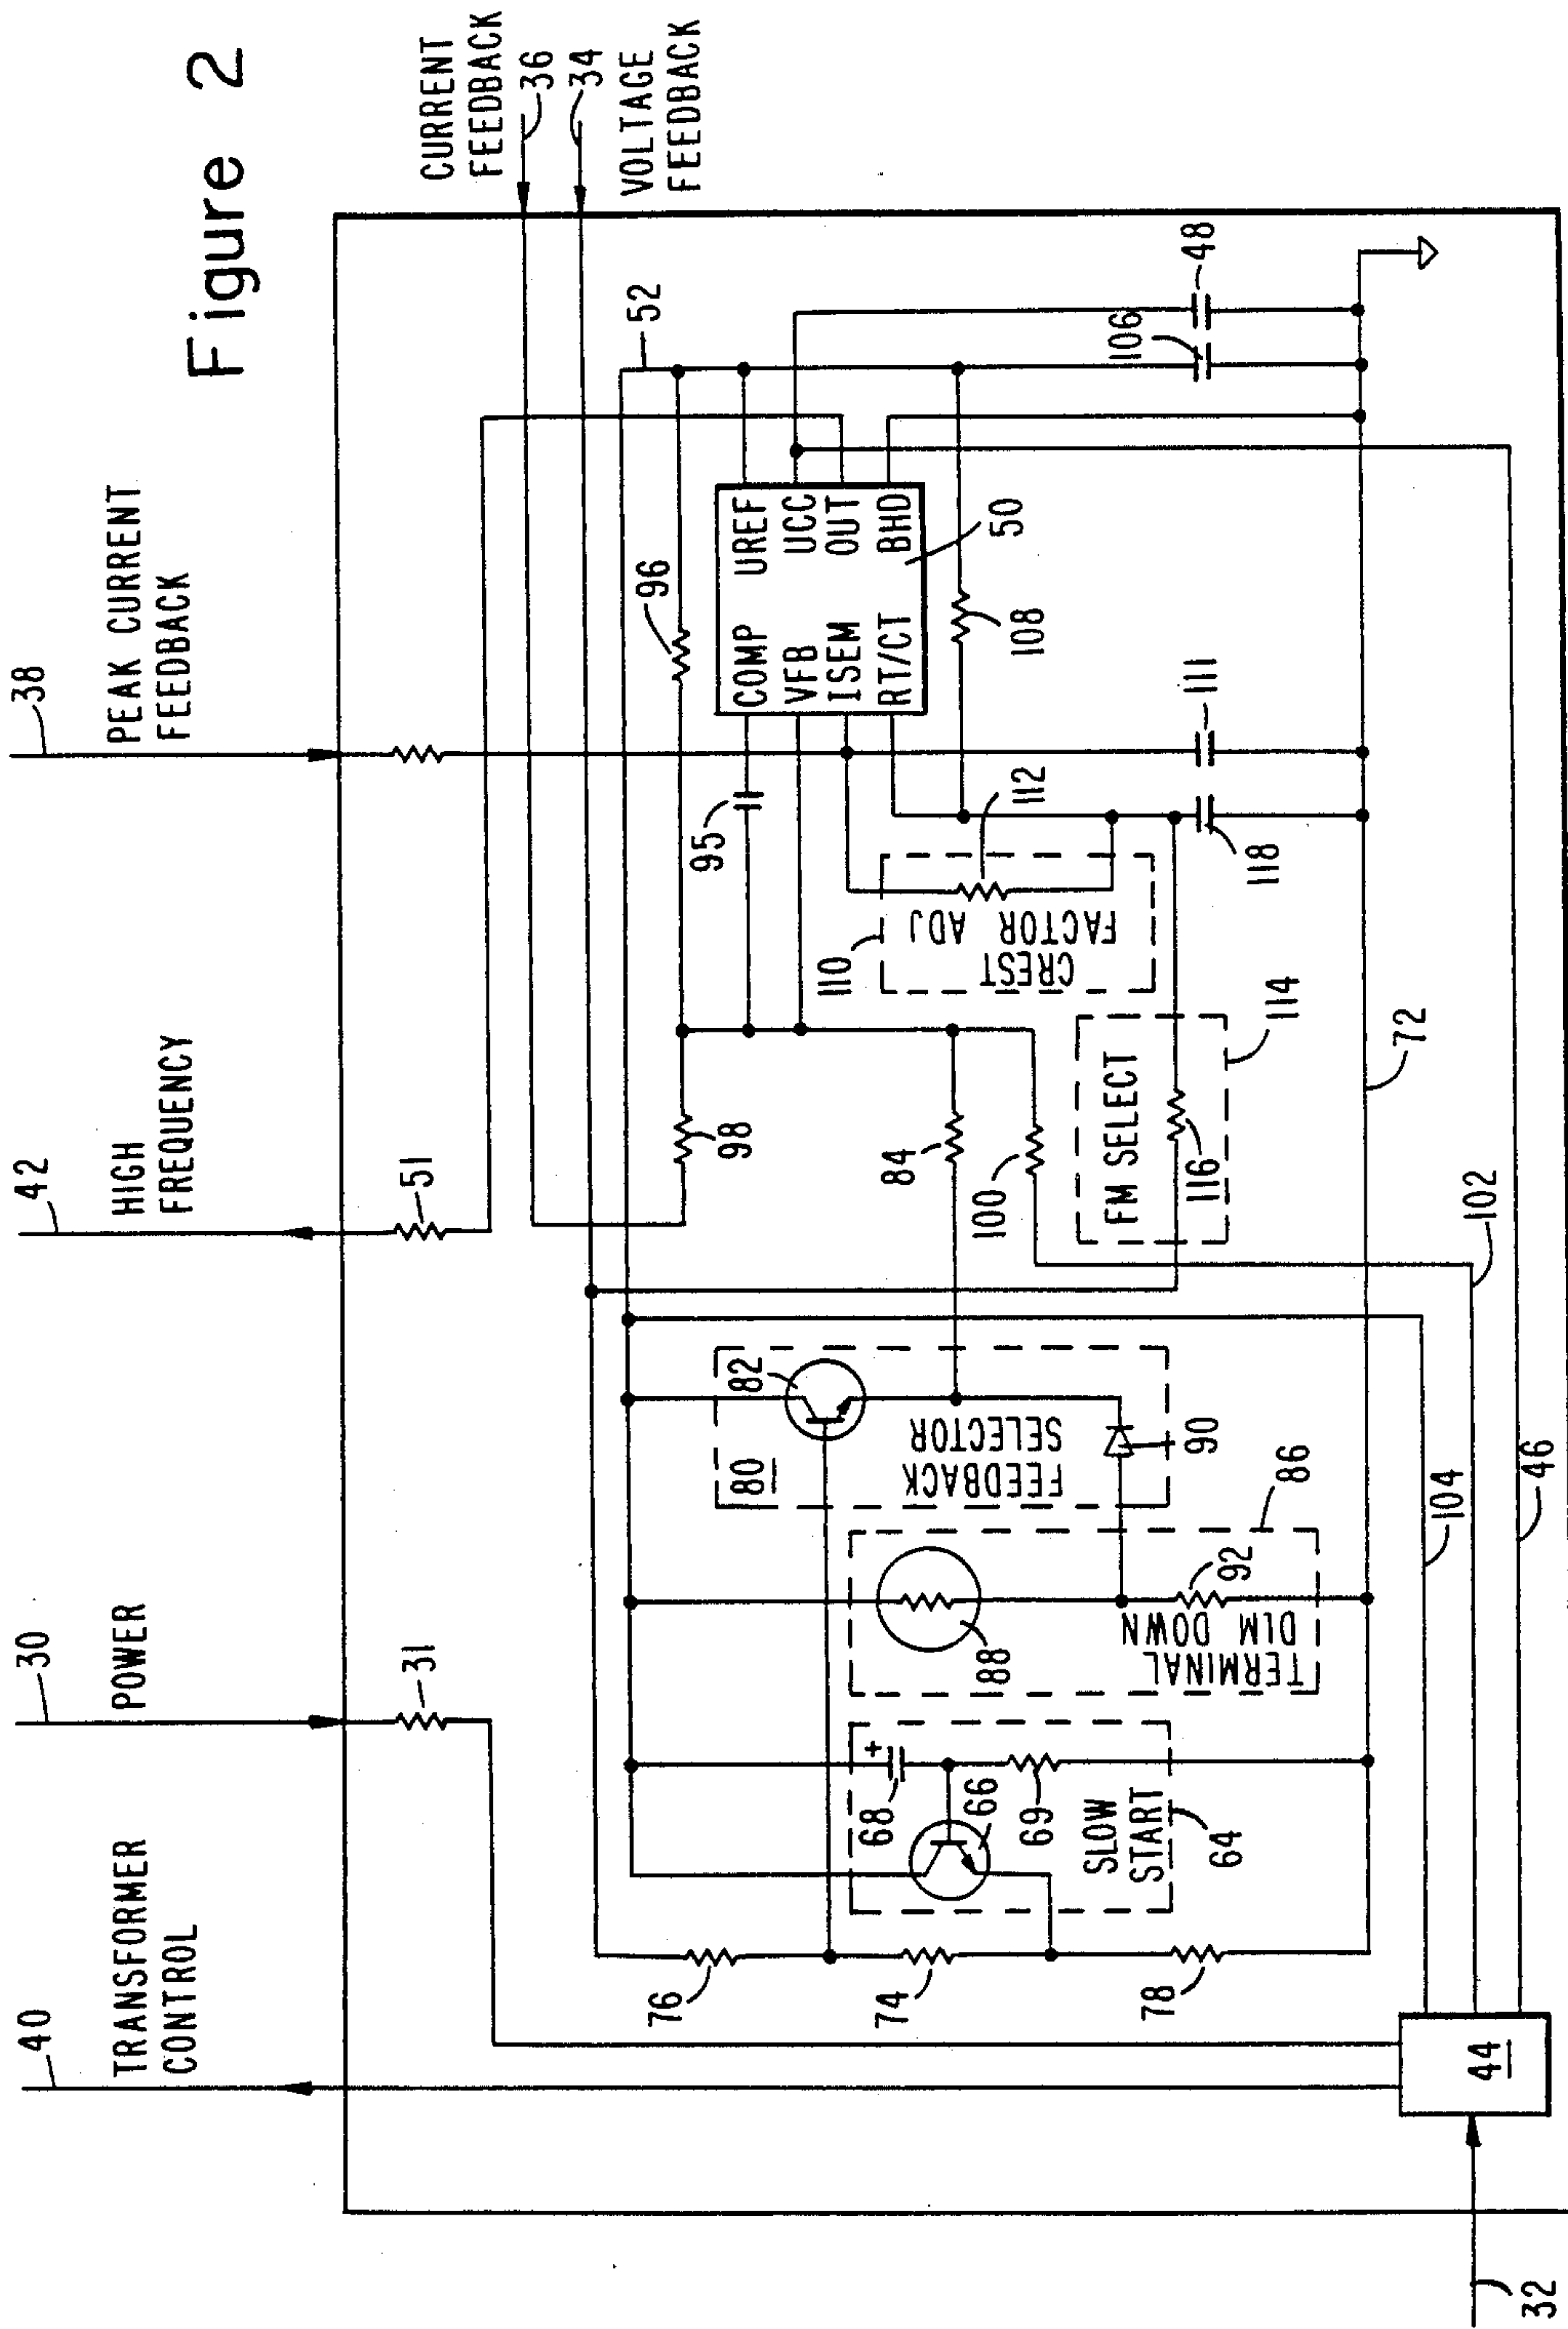 Figure 2
40
TRANSFORMER
CONTROL
30
POWER
31
42
HIGH
FREQUENCY
51
38
PEAK CURRENT
FEEDBACK
CURRENT
FEEDBACK
36
34
VOLTAGE
FEEDBACK
52
96
98
95
COMP
VFB
ISEM
RT/CT
UREF
UCC
OUT
BHD
50
106
48
108
111
112
118
110
CREST
FACTOR ADJ
84
100
FM SELECT
116
114
72
102
82
80
FEEDBACK
SELECTOR
90
86
88
92
TERMINAL
DIM DOWN
104
46
+
68
66
69
SLOW
START
64
76
74
78
44
32